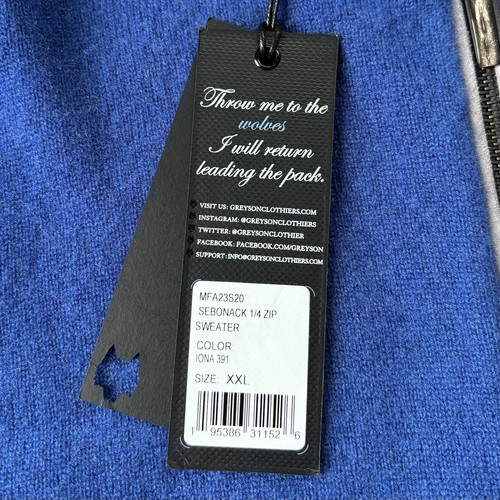 Throw me to the
wolves
I will return
leading the pack.
VISIT US: GREYSONCLOTHIERS.COM
INSTAGRAM: @GREYSONCLOTHIERS
TWITTER: @GREYSONCLOTHIER
FACEBOOK: FACEBOOK.COM/GREYSON
SUPPORT: INFO@GREYSONCLOTHIERS.COM
MFA23S20
SEBONACK 1/4 ZIP
SWEATER
COLOR:
IONA 391
SIZE: XXL
1 95386 31152 6